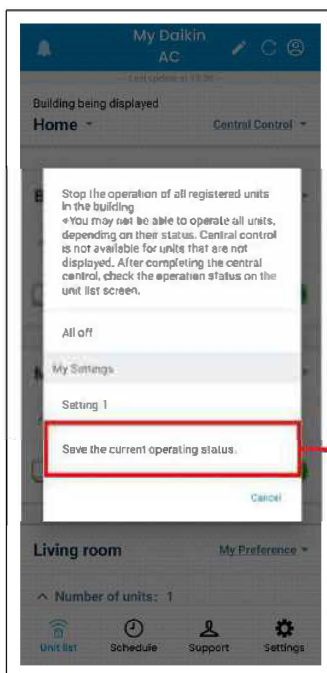 My Daikin
AC
Building being displayed
Home
Central Control
Stop the operation of all registered units
in the building
※You may not be able to operate all units,
depending on their status. Central control
is not available for units that are not
displayed. After completing the central
control, check the operation status on the
unit list screen.
All off
My Settings
Setting 1
Save the current operating status.
Cancel
Living room
My Preference
Number of units: 1
Unit list
Schedule
Support
Settings